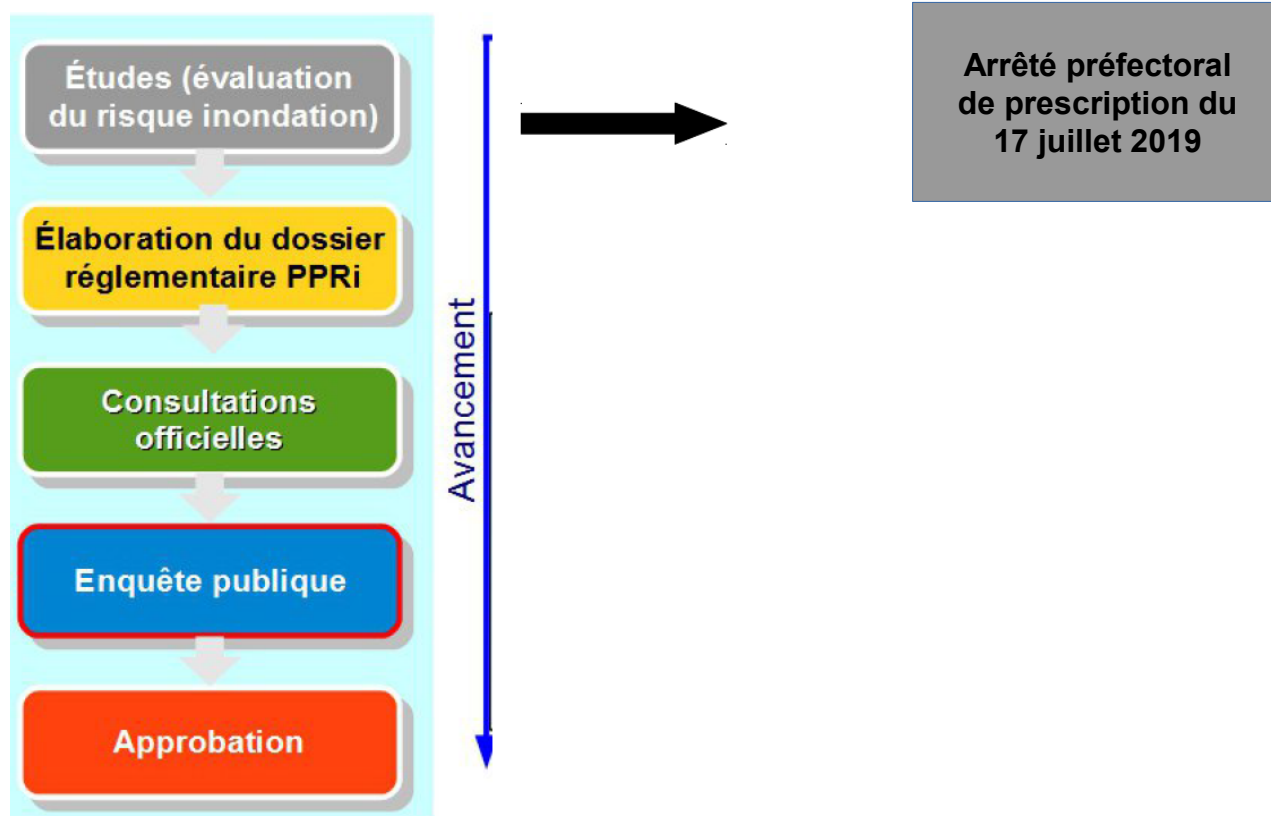 Études (évaluation
du risque inondation)
Élaboration du dossier
réglementaire PPRi
Consultations
officielles
Enquête publique
Approbation
Avancement
Arrêté préfectoral
de prescription du
17 juillet 2019